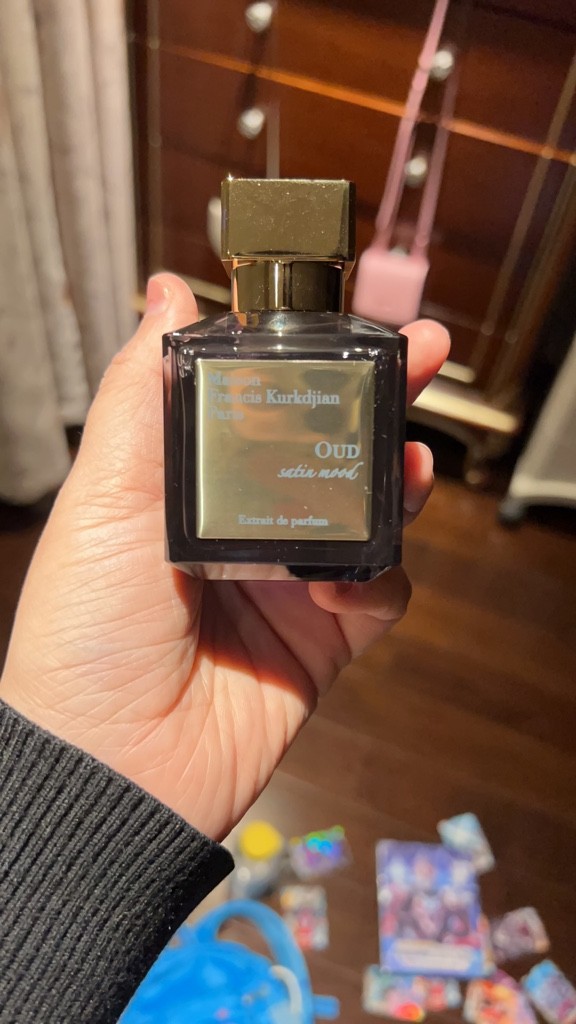 Maison
Francis Kurkdjian
Paris
OUD
satin mood
Extrait de parfum